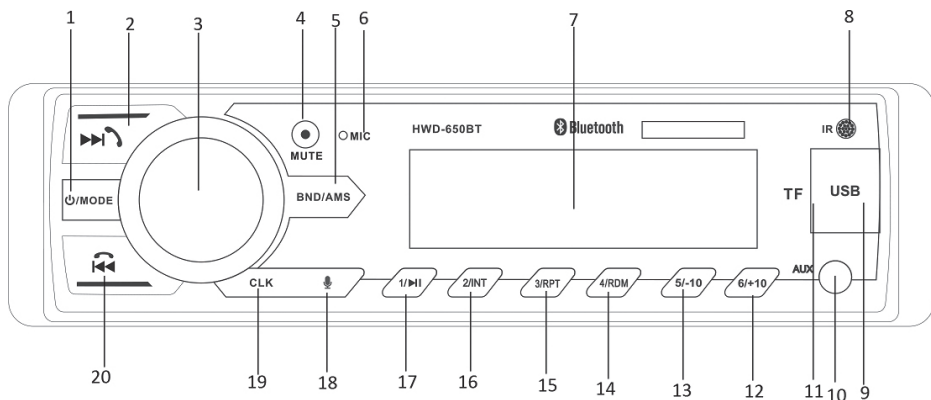 1
2
3
4
5
6
7
8
MIC
HWD-650BT
Bluetooth
IR
MUTE
/MODE
BND/AMS
TF
USB
AUX
CLK
1/
2/INT
3/RPT
4/RDM
5/-10
6/+10
20
19
18
17
16
15
14
13
12
11
10
9